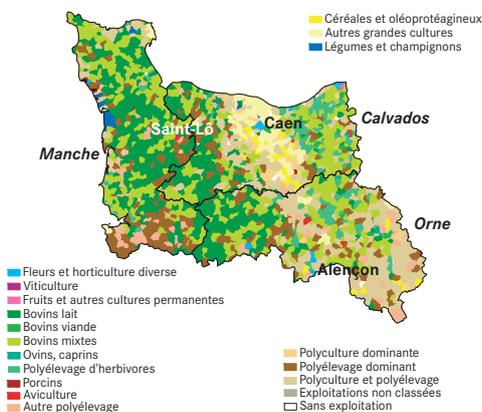 Céréales et oléoprotéagineux
Autres grandes cultures
Légumes et champignons
Calvados
Caen
Saint-Lô
Manche
Orne
Alençon
Fleurs et horticulture diverse
Viticulture
Fruits et autres cultures permanentes
Bovins lait
Bovins viande
Bovins mixtes
Ovins, caprins
Polyélevage d'herbivores
Porcins
Aviculture
Autre polyélevage
Polyculture dominante
Polyélevage dominant
Polyculture et polyélevage
Exploitations non classées
Sans exploitation